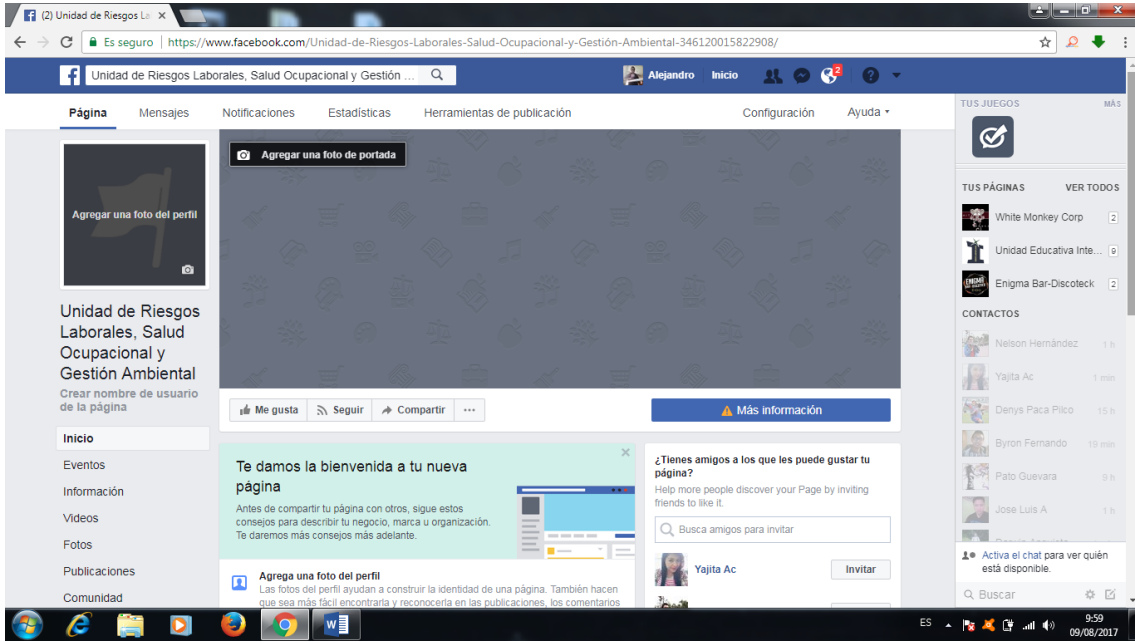 (2) Unidad de Riesgos La
Es seguro | https://www.facebook.com/Unidad-de-Riesgos-Laborales-Salud-Ocupacional-y-Gestión-Ambiental-346120015822908/
Unidad de Riesgos Laborales, Salud Ocupacional y Gestión ...
Alejandro Inicio 2
Página Mensajes Notificaciones Estadísticas Herramientas de publicación Configuración Ayuda
Agregar una foto del perfil
Unidad de Riesgos
Laborales, Salud
Ocupacional y
Gestión Ambiental
Crear nombre de usuario
de la página
Inicio
Eventos
Información
Videos
Fotos
Publicaciones
Comunidad
Agregar una foto de portada
Me gusta Seguir Compartir ...
Más información
Te damos la bienvenida a tu nueva
página
Antes de compartir tu página con otros, sigue estos
consejos para describir tu negocio, marca u organización.
Te daremos más consejos más adelante.
Agrega una foto del perfil
Las fotos del perfil ayudan a construir la identidad de una página. También hacen
que sea más fácil encontrarla y reconocerla en las publicaciones, los comentarios
¿Tienes amigos a los que les puede gustar tu
página?
Help more people discover your Page by inviting
friends to like it.
Busca amigos para invitar
Yajita Ac Invitar
TUS JUEGOS MÁS
TUS PÁGINAS VER TODOS
White Monkey Corp 2
Unidad Educativa Inte... 9
Enigma Bar-Discoteck 2
CONTACTOS
Nelson Hernández 1 h
Yajita Ac 1 min
Denys Paca Pilco 15 h
Byron Fernando 19 min
Pato Guevara 9 h
Jose Luis A 1 h
Activa el chat para ver quién
está disponible.
Buscar
ES
9:59
09/08/2017